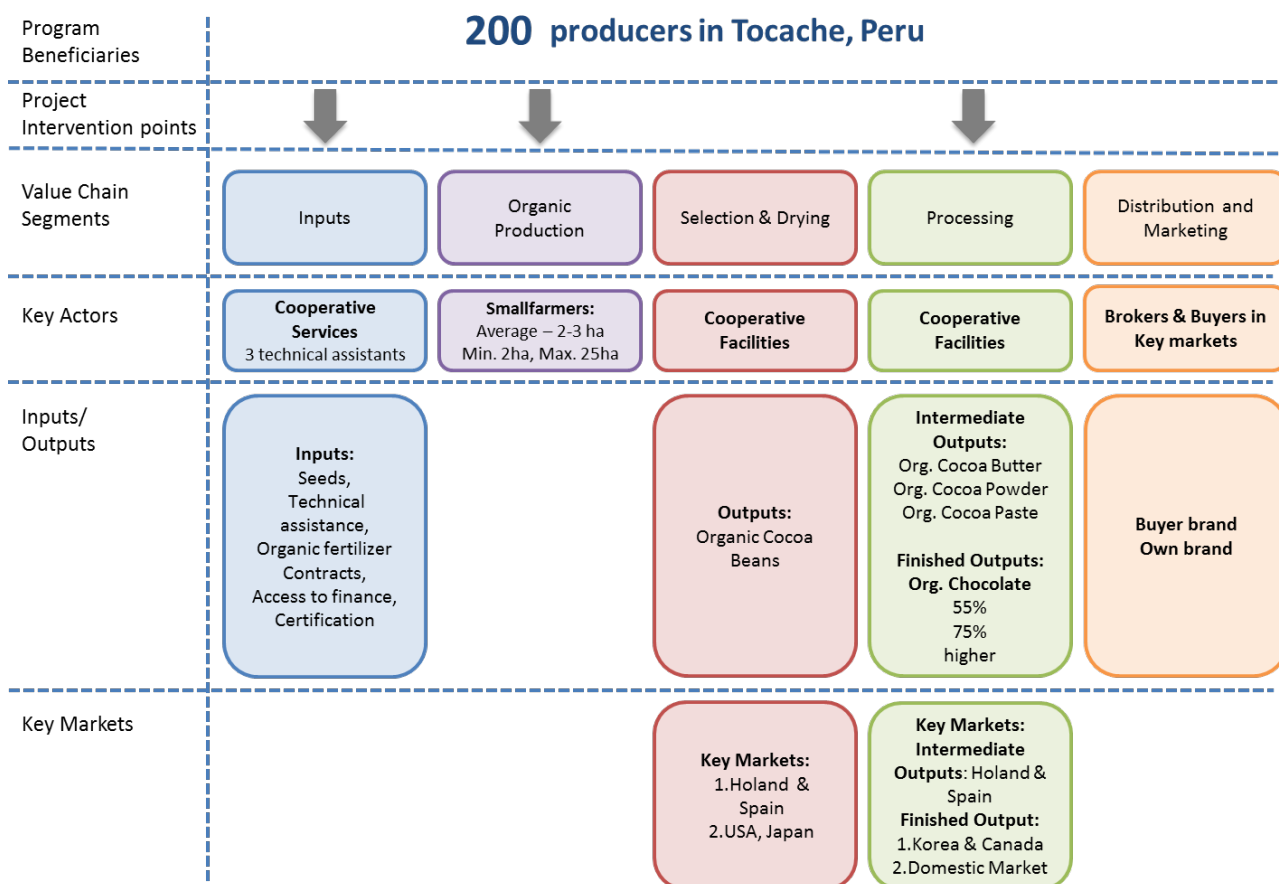 Program
Beneficiaries
200 producers in Tocache, Peru
Project
Intervention points
Value Chain
Segments
Inputs
Organic
Production
Selection & Drying
Processing
Distribution and
Marketing
Key Actors
Cooperative
Services
3 technical assistants
Smallfarmers:
Average – 2-3 ha
Min. 2ha, Max. 25ha
Cooperative
Facilities
Cooperative
Facilities
Brokers & Buyers in
Key markets
Inputs/
Outputs
Inputs:
Seeds,
Technical
assistance,
Organic fertilizer
Contracts,
Access to finance,
Certification
Outputs:
Organic Cocoa
Beans
Intermediate
Outputs:
Org. Cocoa Butter
Org. Cocoa Powder
Org. Cocoa Paste
Finished Outputs:
Org. Chocolate
55%
75%
higher
Buyer brand
Own brand
Key Markets
Key Markets:
1.Holand &
Spain
2.USA, Japan
Key Markets:
Intermediate
Outputs: Holand &
Spain
Finished Output:
1.Korea & Canada
2.Domestic Market